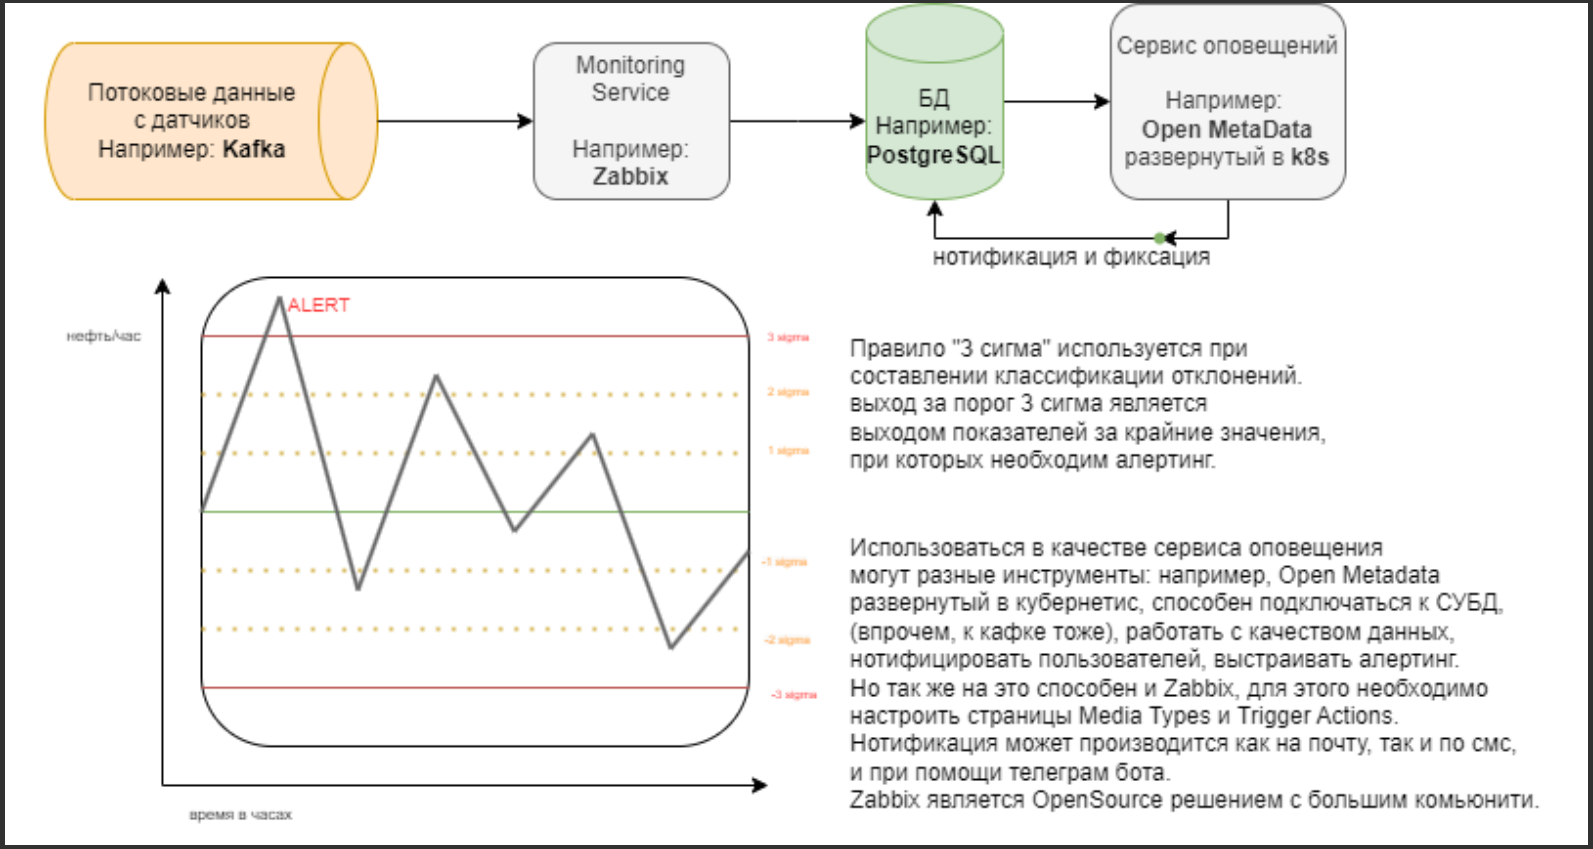 Потоковые данные
с датчиков
Например: Kafka
Monitoring
Service
Например:
Zabbix
БД
Например:
PostgreSQL
Сервис оповещений
Например:
Open MetaData
развернутый в k8s
нотификация и фиксация
нефть/час
ALERT
3 sigma
2 sigma
1 sigma
-1 sigma
-2 sigma
-3 sigma
время в часах
Правило "3 сигма" используется при
составлении классификации отклонений.
выход за порог 3 сигма является
выходом показателей за крайние значения,
при которых необходим алертинг.
Использоваться в качестве сервиса оповещения
могут разные инструменты: например, Open Metadata
развернутый в кубернетис, способен подключаться к СУБД,
(впрочем, к кафке тоже), работать с качеством данных,
нотифицировать пользователей, выстраивать алертинг.
Но так же на это способен и Zabbix, для этого необходимо
настроить страницы Media Types и Trigger Actions.
Нотификация может производится как на почту, так и по смс,
и при помощи телеграм бота.
Zabbix является OpenSource решением с большим комьюнити.